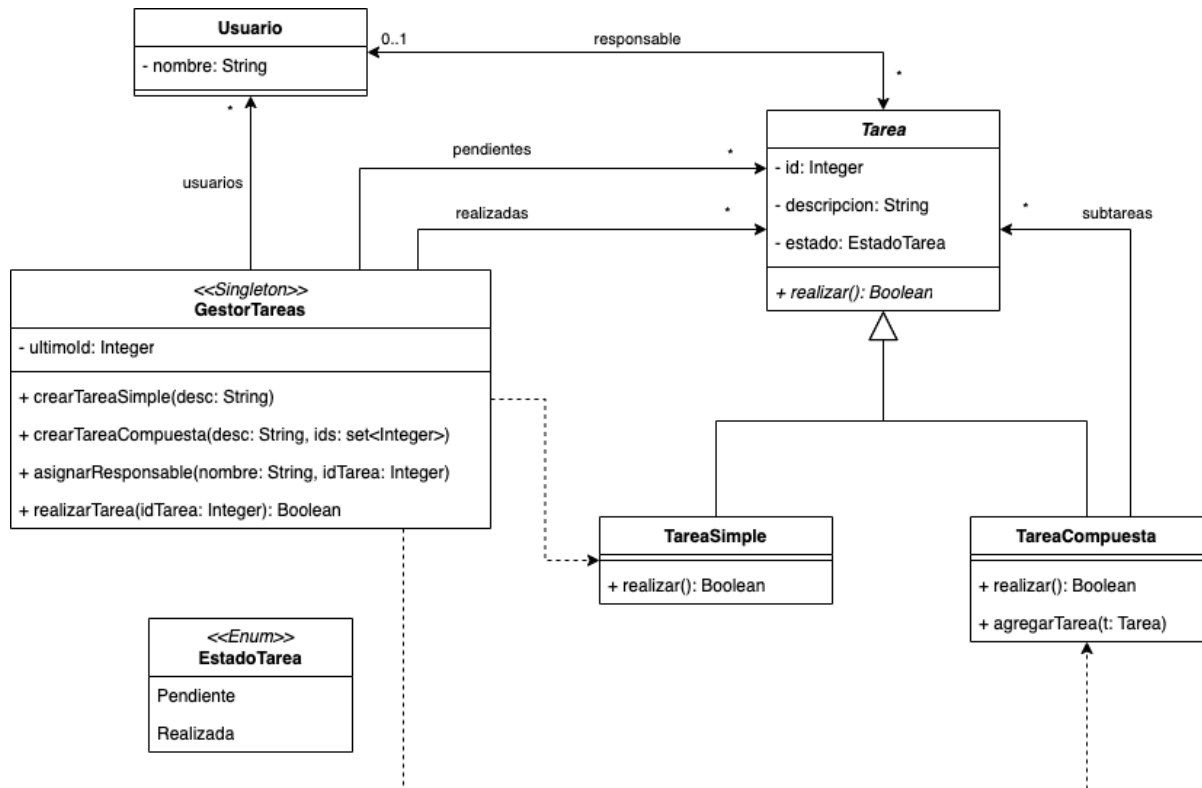 Usuario
- nombre: String
0..1
responsable
*
*
usuarios
pendientes
*
realizadas
*
Tarea
- id: Integer
- descripcion: String
- estado: EstadoTarea
+ realizar(): Boolean
*
subtareas
<<Singleton>>
GestorTareas
- ultimoId: Integer
+ crearTareaSimple(desc: String)
+ crearTareaCompuesta(desc: String, ids: set<Integer>)
+ asignarResponsable(nombre: String, idTarea: Integer)
+ realizarTarea(idTarea: Integer): Boolean
TareaSimple
+ realizar(): Boolean
TareaCompuesta
+ realizar(): Boolean
+ agregarTarea(t: Tarea)
<<Enum>>
EstadoTarea
Pendiente
Realizada